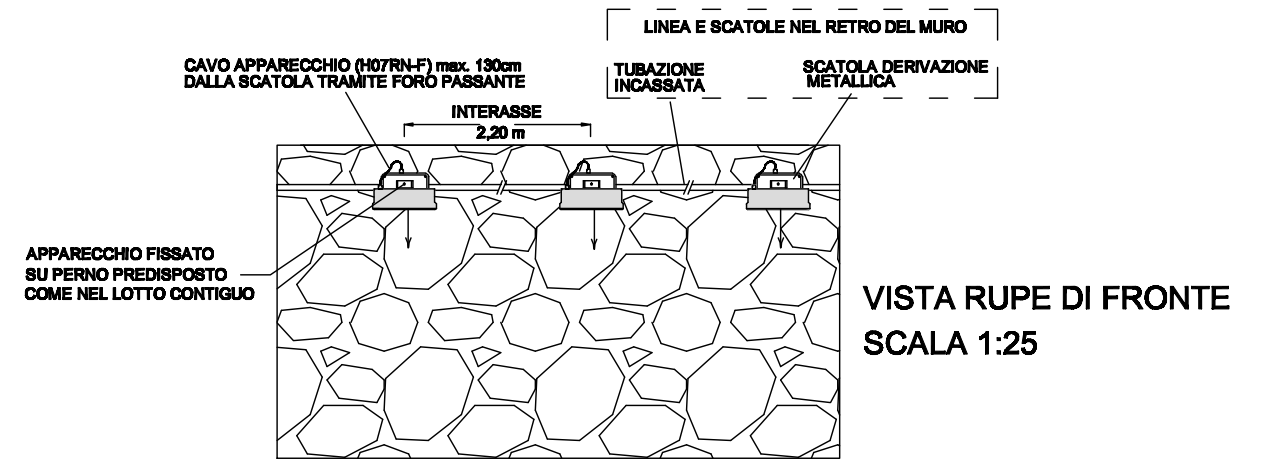 LINEA E SCATOLE NEL RETRO DEL MURO
CAVO APPARECCHIO (H07RN-F) max. 130cm
DALLA SCATOLA TRAMITE FORO PASSANTE
TUBAZIONE
INCASSATA
SCATOLA DERIVAZIONE
METALLICA
INTERASSE
2,20 m
APPARECCHIO FISSATO
SU PERNO PREDISPOSTO
COME NEL LOTTO CONTIGUO
VISTA RUPE DI FRONTE
SCALA 1:25